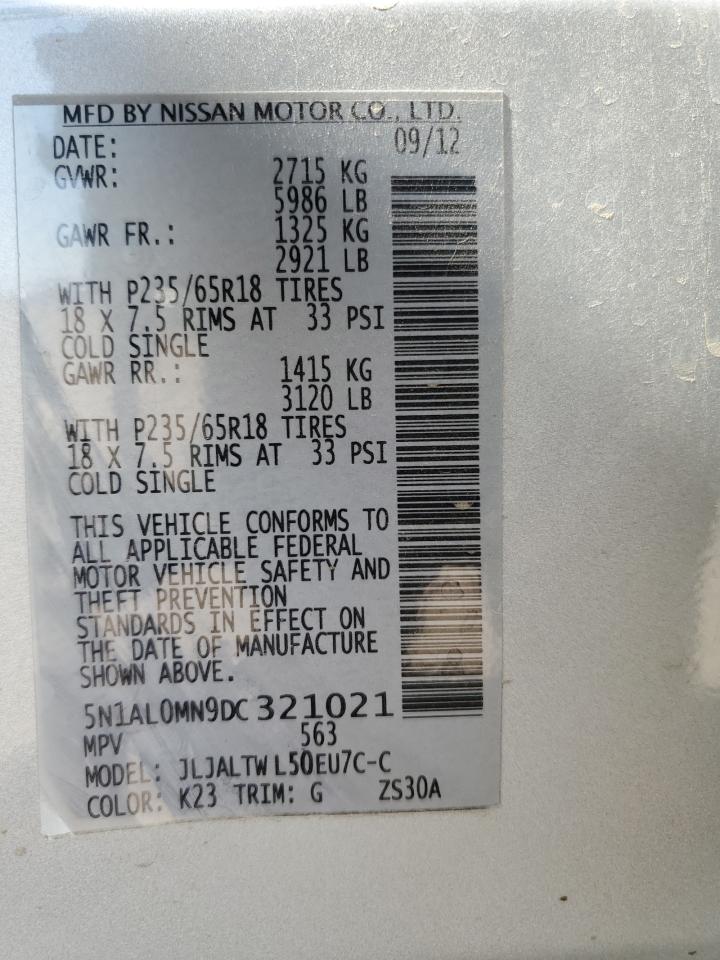 MFD BY NISSAN MOTOR CO., LTD.
DATE: 09/12
GVWR: 2715 KG
5986 LB
GAWR FR.: 1325 KG
2921 LB
WITH P235/65R18 TIRES
18 X 7.5 RIMS AT 33 PSI
COLD SINGLE
GAWR RR.: 1415 KG
3120 LB
WITH P235/65R18 TIRES
18 X 7.5 RIMS AT 33 PSI
COLD SINGLE
THIS VEHICLE CONFORMS TO
ALL APPLICABLE FEDERAL
MOTOR VEHICLE SAFETY AND
THEFT PREVENTION
STANDARDS IN EFFECT ON
THE DATE OF MANUFACTURE
SHOWN ABOVE.
5N1AL0MN9DC 321021
MPV 563
MODEL: JLJALTW L50EU7C-C
COLOR: K23 TRIM: G ZS30A